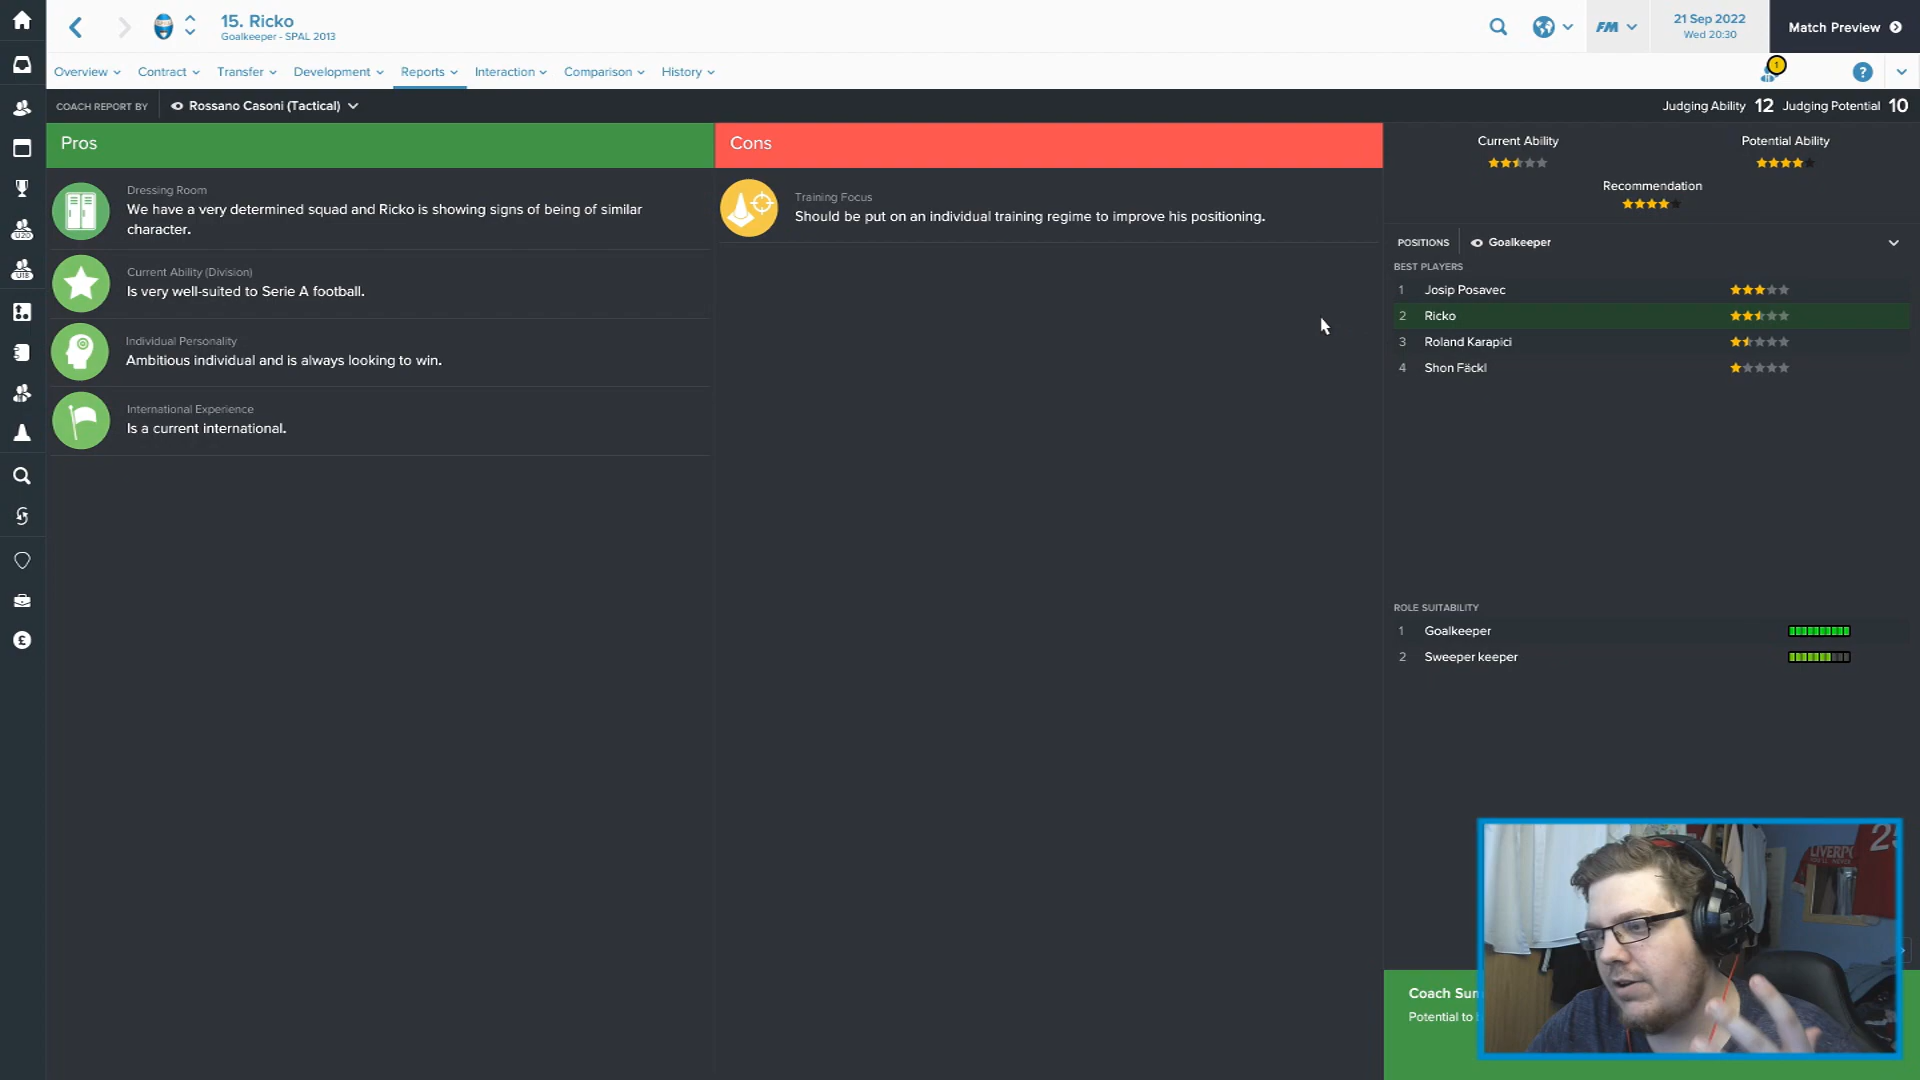 15. Ricko
Goalkeeper - SPAL 2013
FM
21 Sep 2022
Wed 20:30
Match Preview
Overview
Contract
Transfer
Development
Reports
Interaction
Comparison
History
1
?
COACH REPORT BY
Rossano Casoni (Tactical)
Judging Ability 12 Judging Potential 10
Pros
Cons
Dressing Room
We have a very determined squad and Ricko is showing signs of being of similar
character.
Current Ability (Division)
Is very well-suited to Serie A football.
Individual Personality
Ambitious individual and is always looking to win.
International Experience
Is a current international.
Training Focus
Should be put on an individual training regime to improve his positioning.
Current Ability
Potential Ability
Recommendation
POSITIONS
Goalkeeper
BEST PLAYERS
1 Josip Posavec
2 Ricko
3 Roland Karapici
4 Shon Fäckl
ROLE SUITABILITY
1 Goalkeeper
2 Sweeper keeper
Coach
Potential to
U20
U18
£
LIVERP